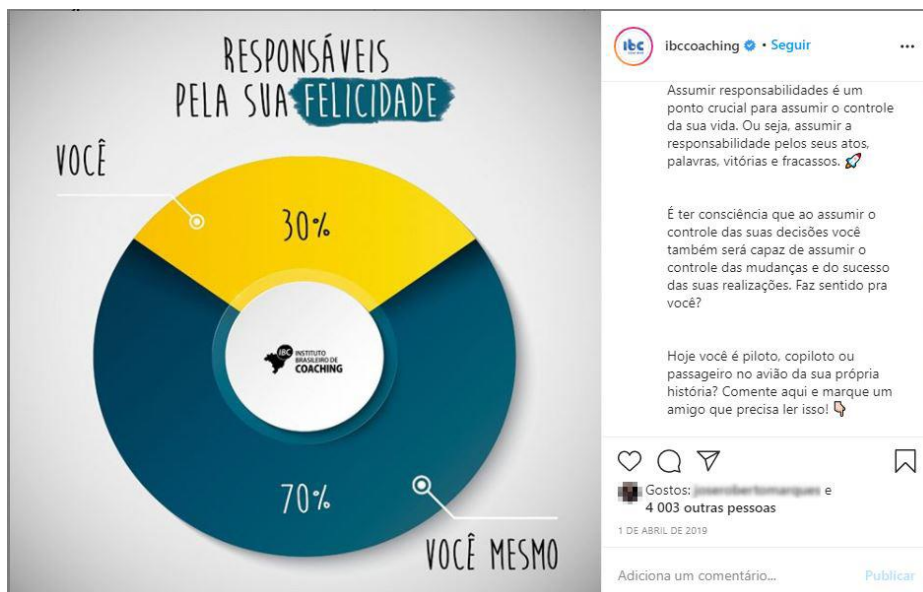 RESPONSÁVEIS
PELA SUA FELICIDADE
VOCÊ
30%
IBC
INSTITUTO
BRASILEIRO DE
COACHING
70%
VOCÊ MESMO
ibc
ibccoaching • Seguir
Assumir responsabilidades é um
ponto crucial para assumir o controle
da sua vida. Ou seja, assumir a
responsabilidade pelos seus atos,
palavras, vitórias e fracassos. 🚀
É ter consciência que ao assumir o
controle das suas decisões você
também será capaz de assumir o
controle das mudanças e do sucesso
das suas realizações. Faz sentido pra
você?
Hoje você é piloto, copiloto ou
passageiro no avião da sua própria
história? Comente aqui e marque um
amigo que precisa ler isso! 👇🏻
Gostos: e
4 003 outras pessoas
1 DE ABRIL DE 2019
Adiciona um comentário... Publicar